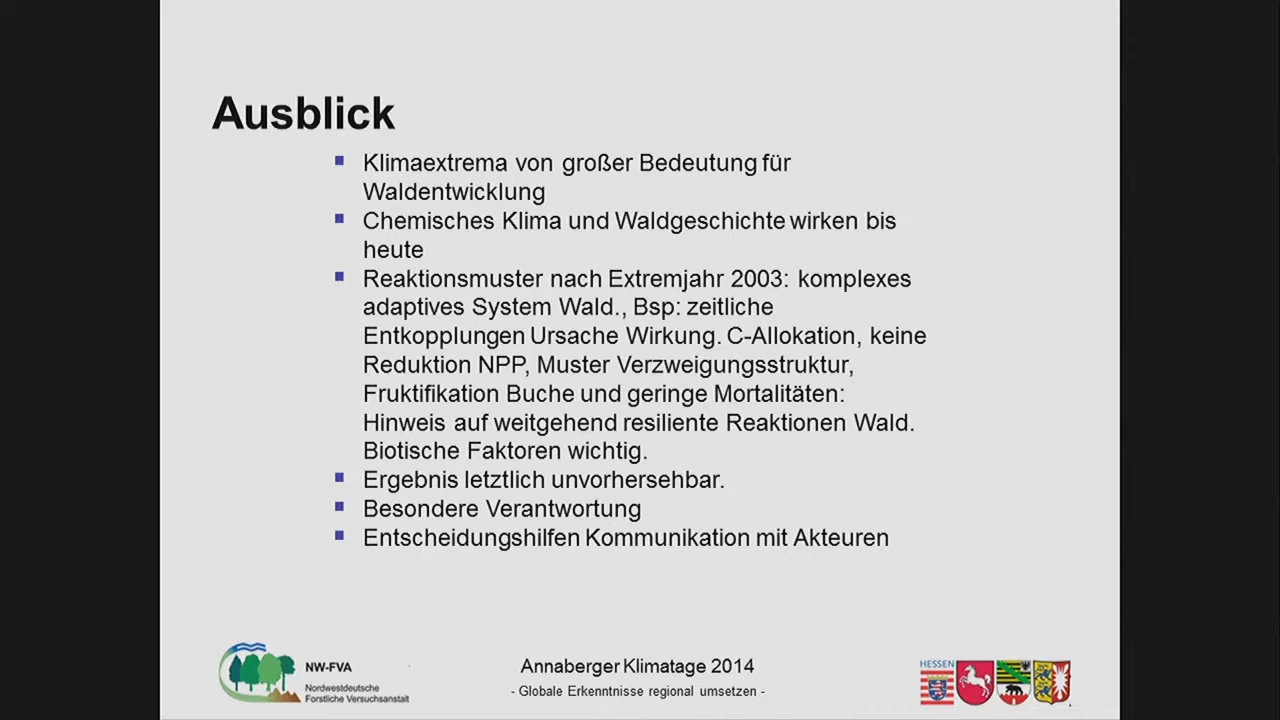 Ausblick
Klimaextrema von großer Bedeutung für
Waldentwicklung
Chemisches Klima und Waldgeschichte wirken bis
heute
Reaktionsmuster nach Extremjahr 2003: komplexes
adaptives System Wald., Bsp: zeitliche
Entkopplungen Ursache Wirkung. C-Allokation, keine
Reduktion NPP, Muster Verzweigungsstruktur,
Fruktifikation Buche und geringe Mortalitäten:
Hinweis auf weitgehend resiliente Reaktionen Wald.
Biotische Faktoren wichtig.
Ergebnis letztlich unvorhersehbar.
Besondere Verantwortung
Entscheidungshilfen Kommunikation mit Akteuren
NW-FVA
Nordwestdeutsche
Forstliche Versuchsanstalt
Annaberger Klimatage 2014
- Globale Erkenntnisse regional umsetzen -
HESSEN